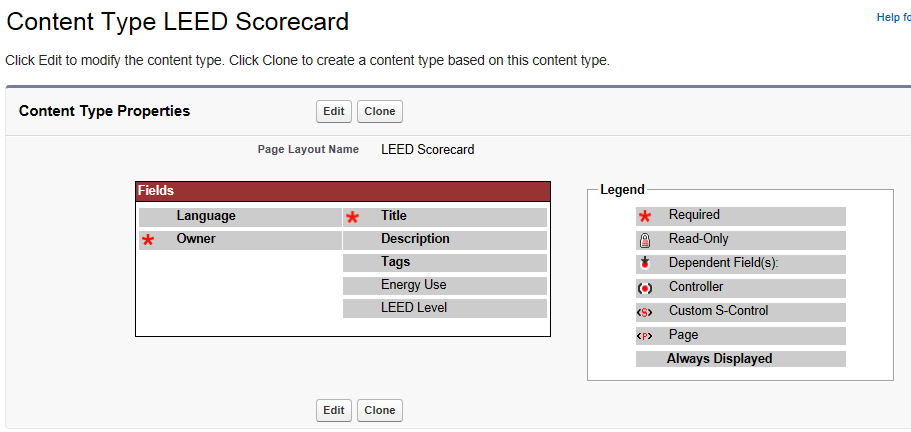 Content Type LEED Scorecard
Help fo
Click Edit to modify the content type. Click Clone to create a content type based on this content type.
Content Type Properties
Edit
Clone
Page Layout Name
LEED Scorecard
Fields
Language
Title
Owner
Description
Tags
Energy Use
LEED Level
Legend
Required
Read-Only
Dependent Field(s):
Controller
<S> Custom S-Control
<P> Page
Always Displayed
Edit
Clone